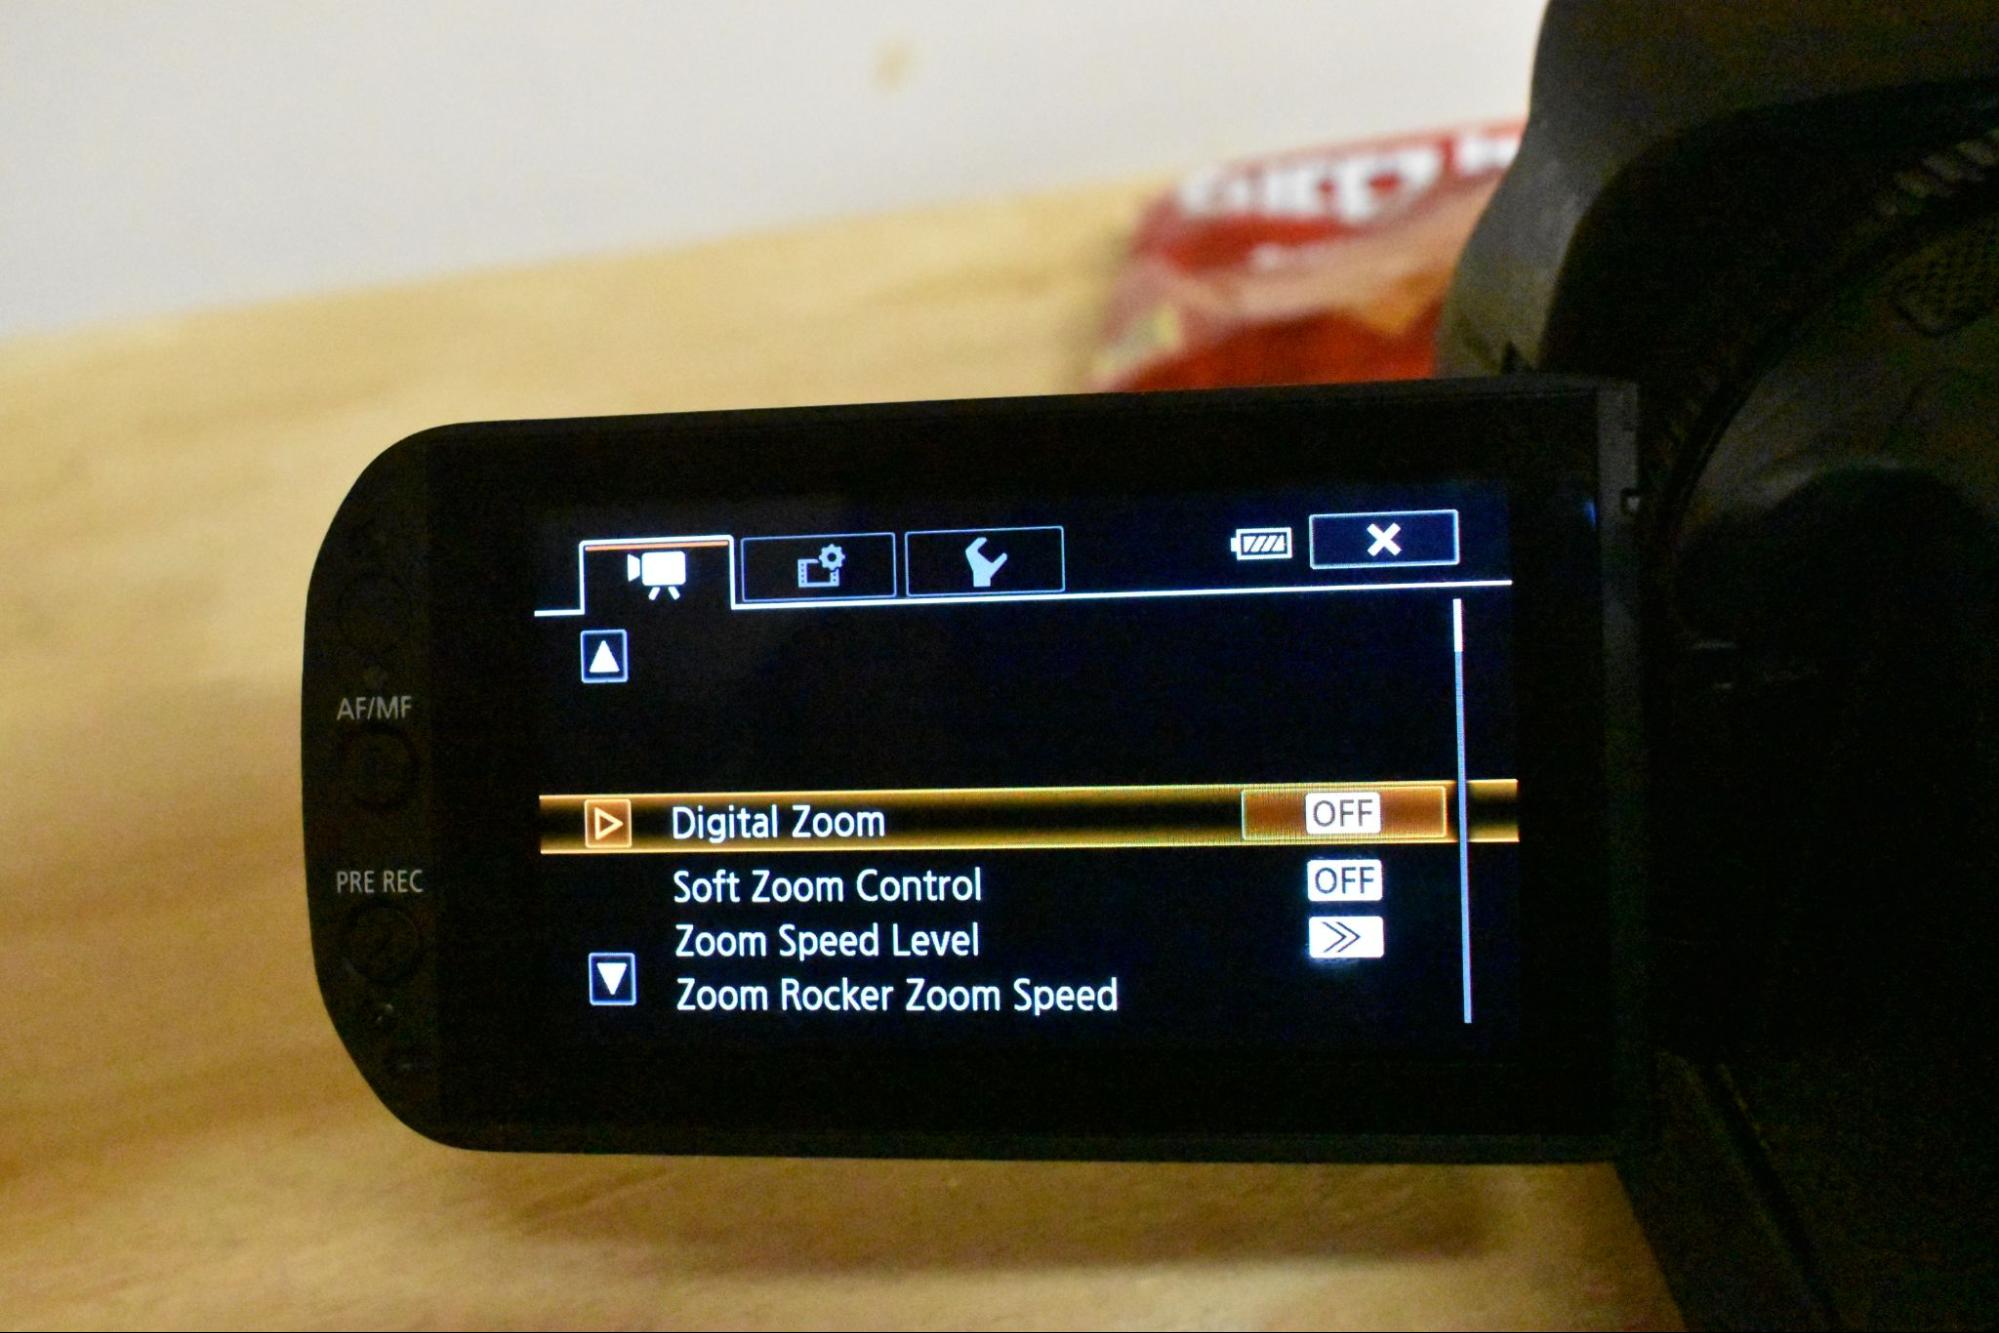 AF/MF
PRE REC
Digital Zoom OFF
Soft Zoom Control OFF
Zoom Speed Level
Zoom Rocker Zoom Speed